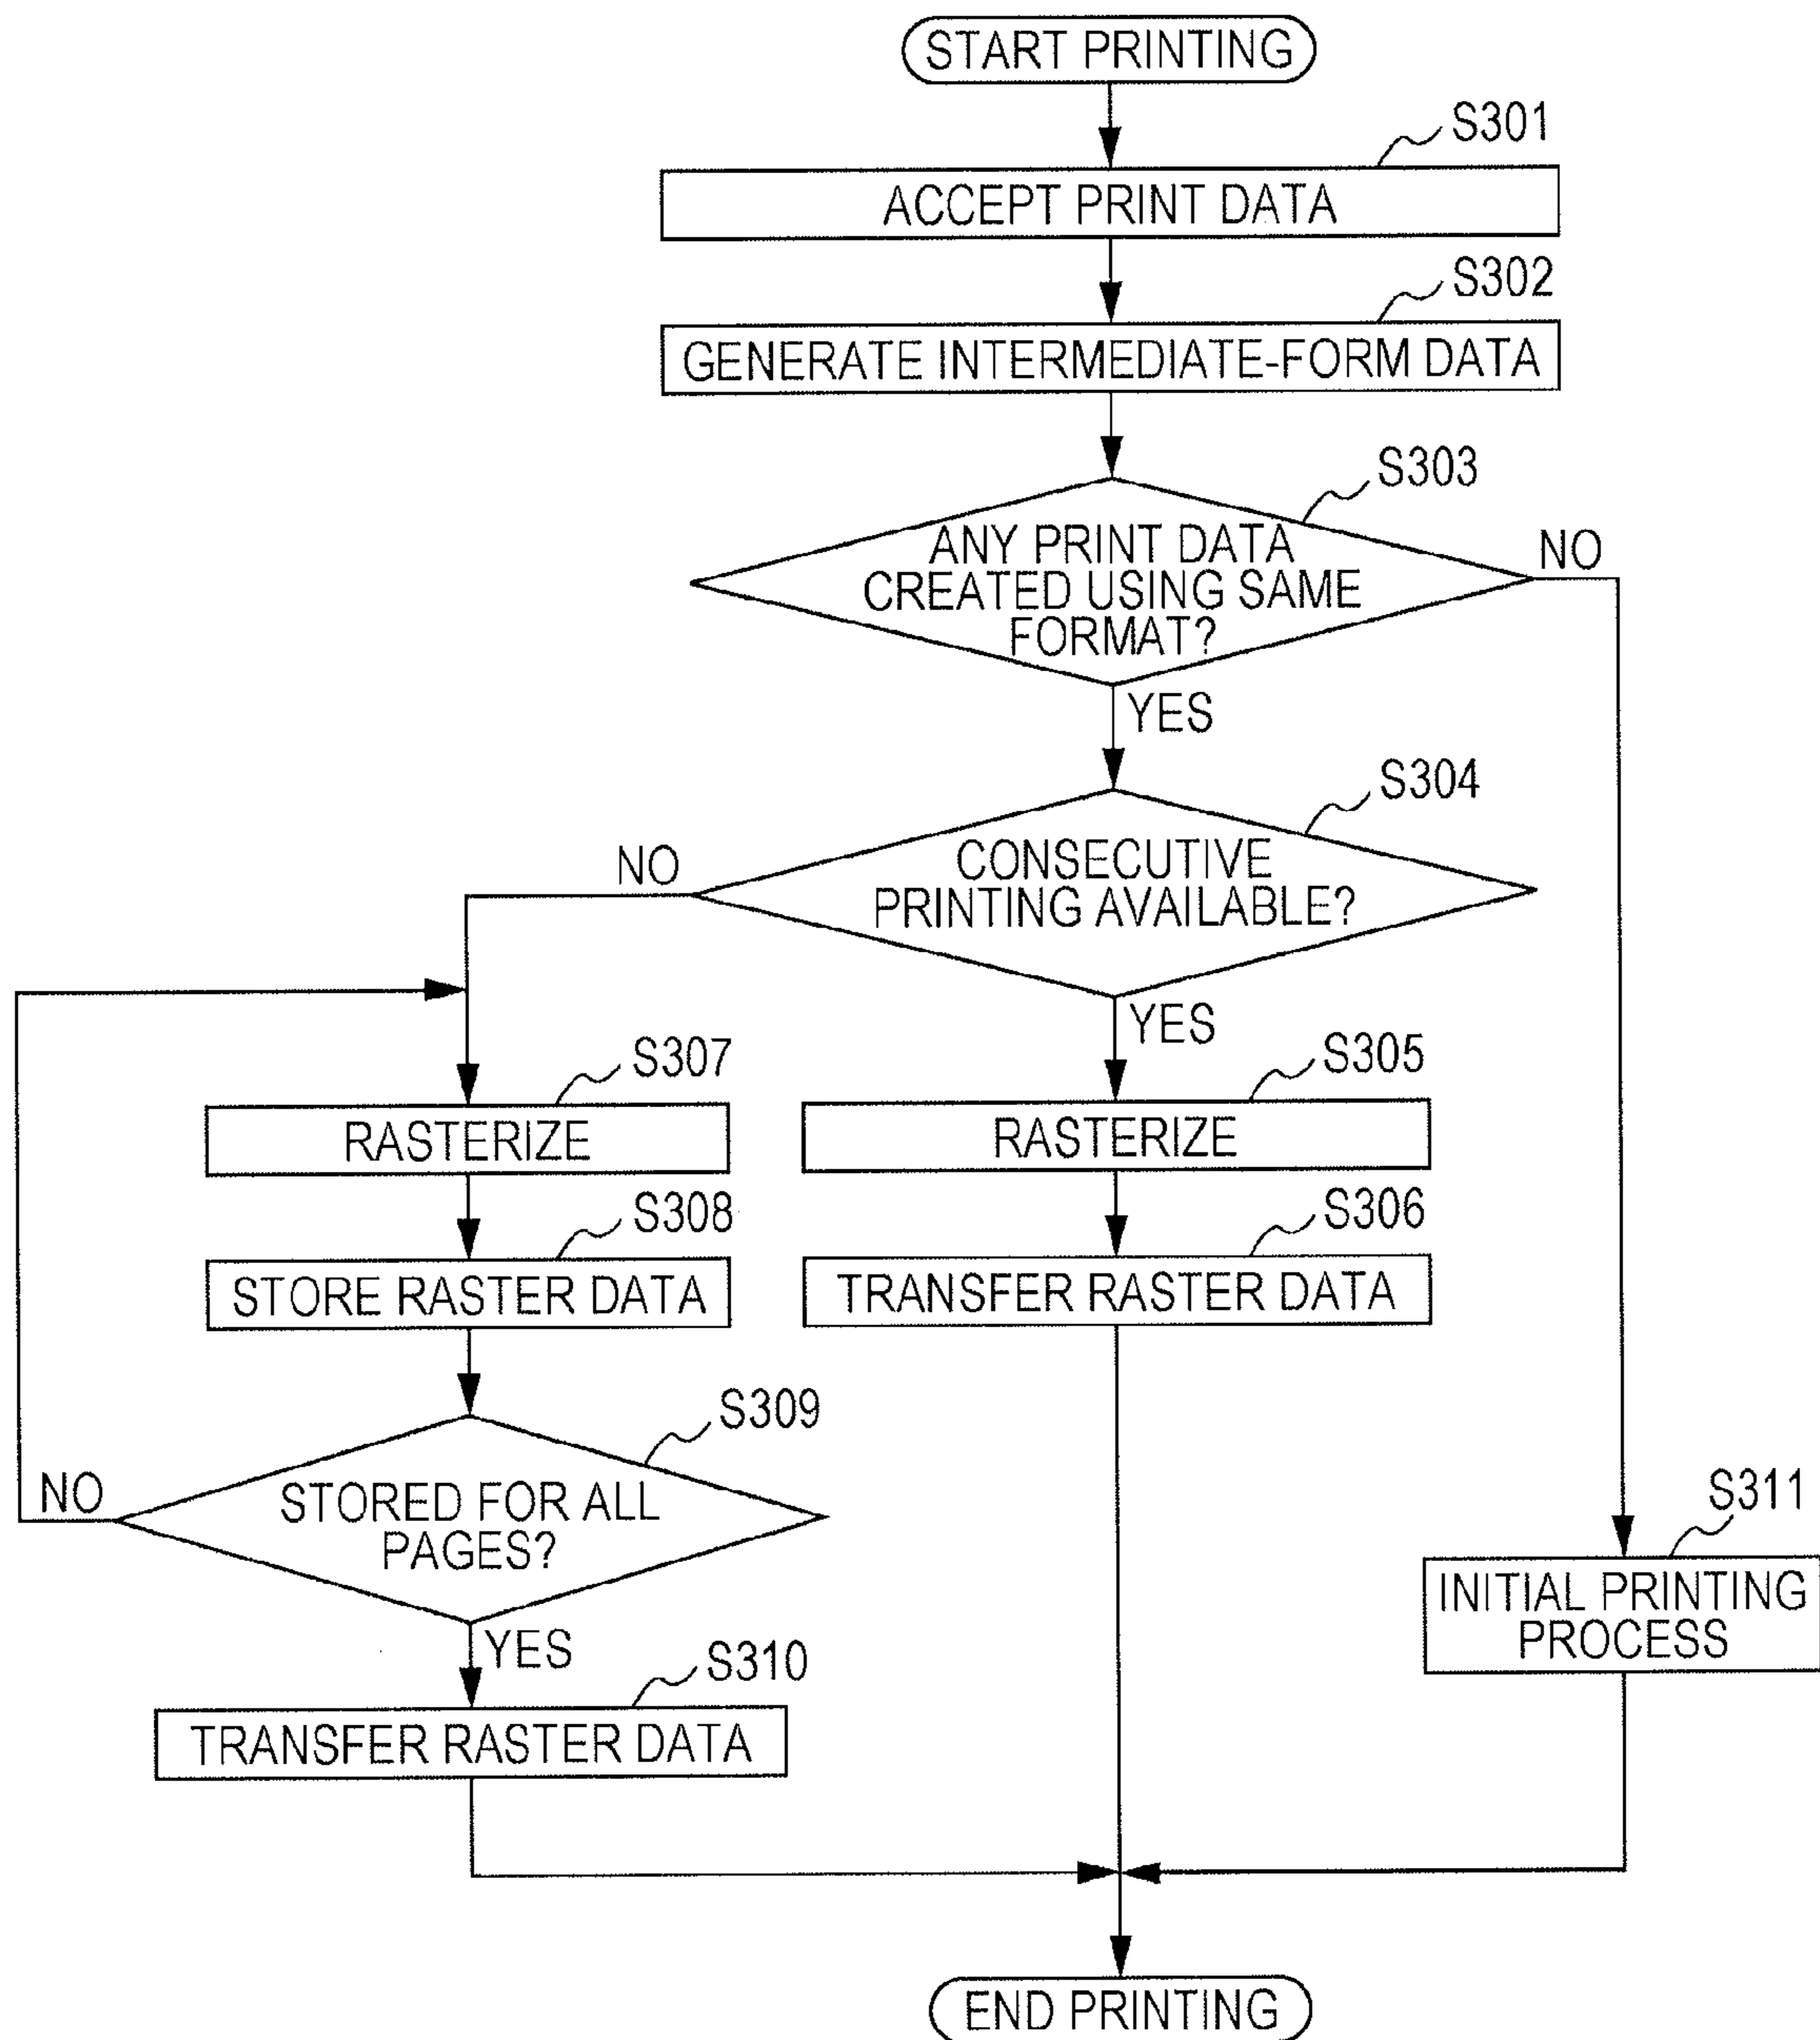 START PRINTING
S301
ACCEPT PRINT DATA
S302
GENERATE INTERMEDIATE-FORM DATA
S303
ANY PRINT DATA
CREATED USING SAME
FORMAT?
NO
YES
S304
CONSECUTIVE
PRINTING AVAILABLE?
NO
YES
S307
RASTERIZE
S305
RASTERIZE
S308
STORE RASTER DATA
S306
TRANSFER RASTER DATA
S309
STORED FOR ALL
PAGES?
NO
YES
S311
INITIAL PRINTING
PROCESS
S310
TRANSFER RASTER DATA
END PRINTING